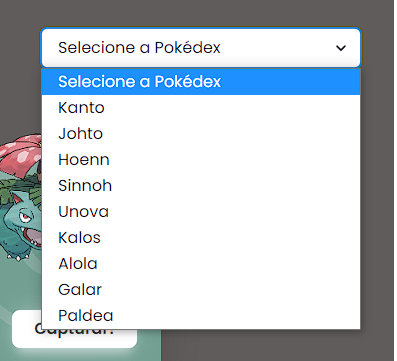 Selecione a Pokédex
Selecione a Pokédex
Kanto
Johto
Hoenn
Sinnoh
Unova
Kalos
Alola
Galar
Paldea
Capturar!